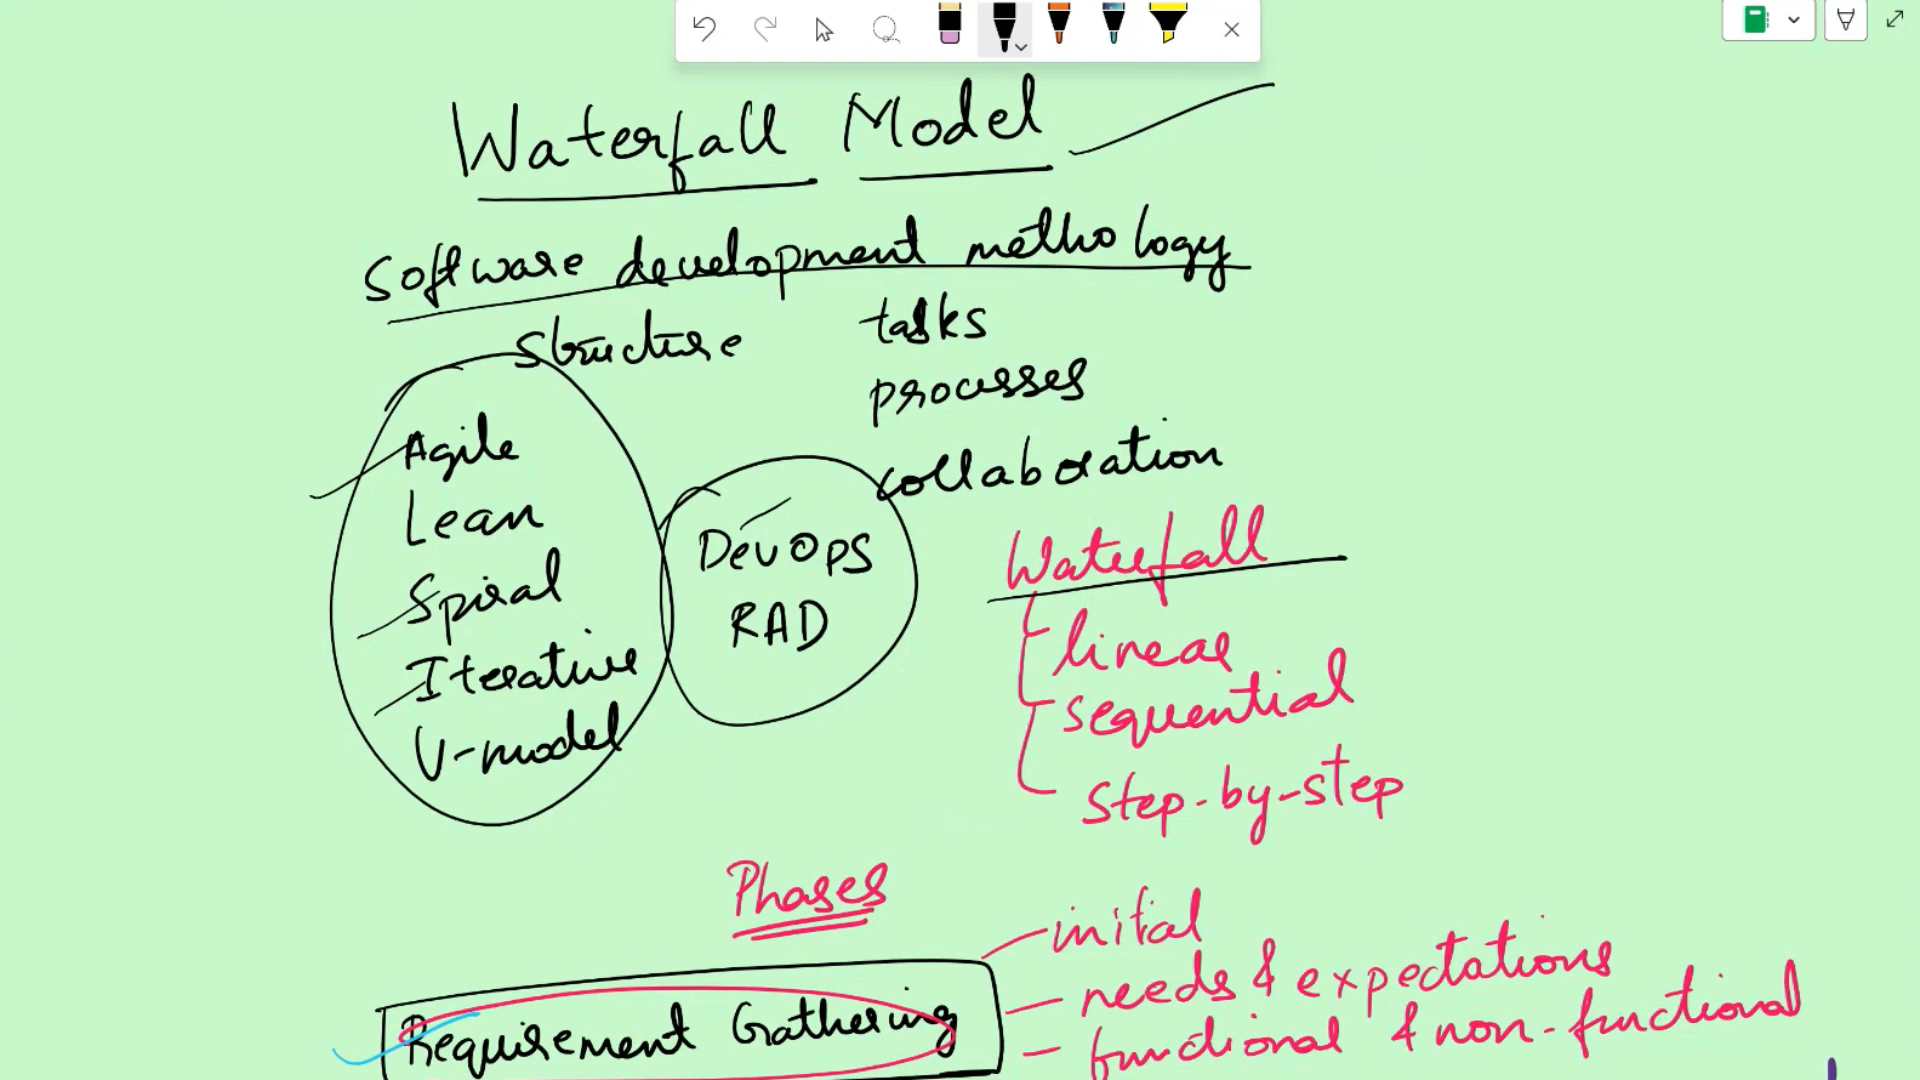 Waterfall Model
Software development methology
Structure
tasks
processes
collaboration
Agile
Lean
Spiral
Iterative
V-model
DevOPS
RAD
Waterfall
linear
sequential
Step-by-step
Phases
Requirement Gathering
initial
needs & expectations
functional & non-functional